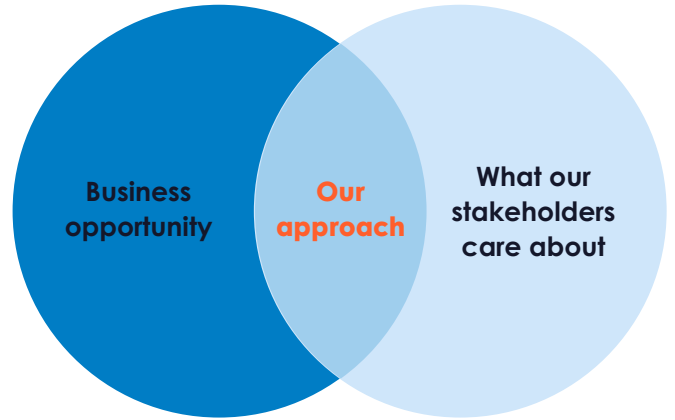 Business
opportunity
Our
approach
What our
stakeholders
care about